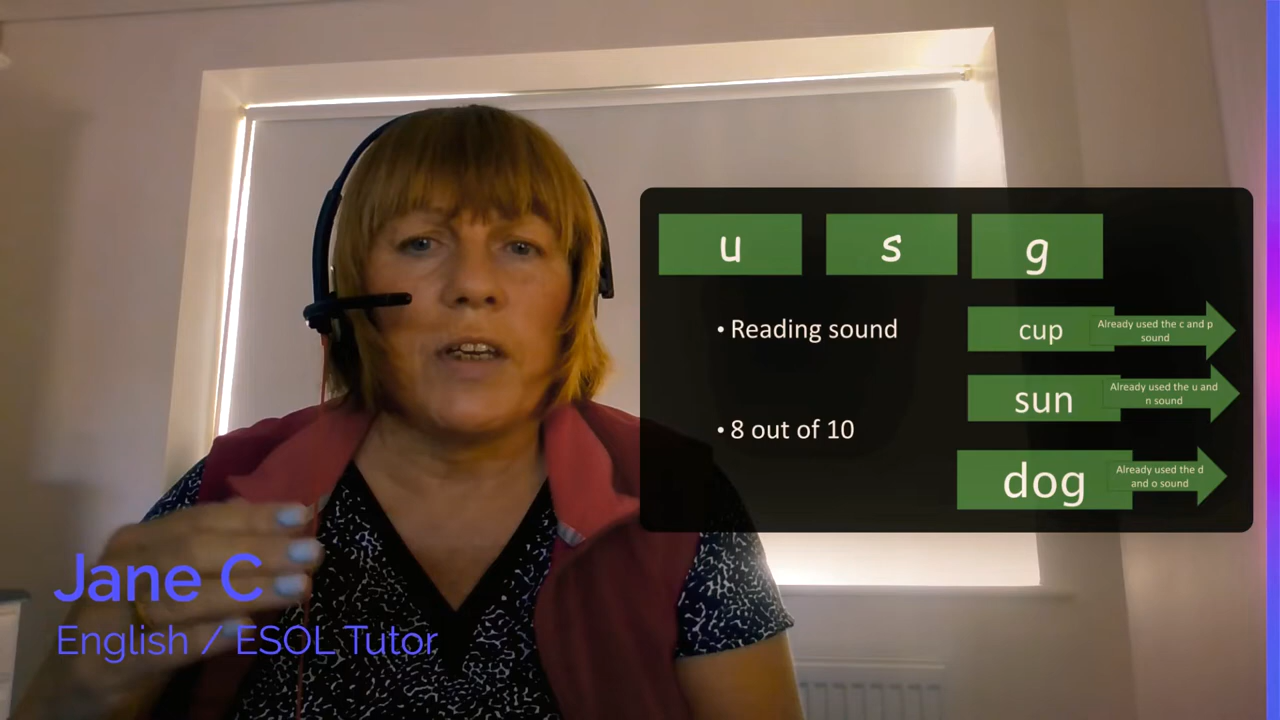 u
s
g
• Reading sound
• 8 out of 10
cup
Already used the c and p
sound
sun
Already used the u and
n sound
dog
Already used the d
and o sound
Jane C
English / ESOL Tutor